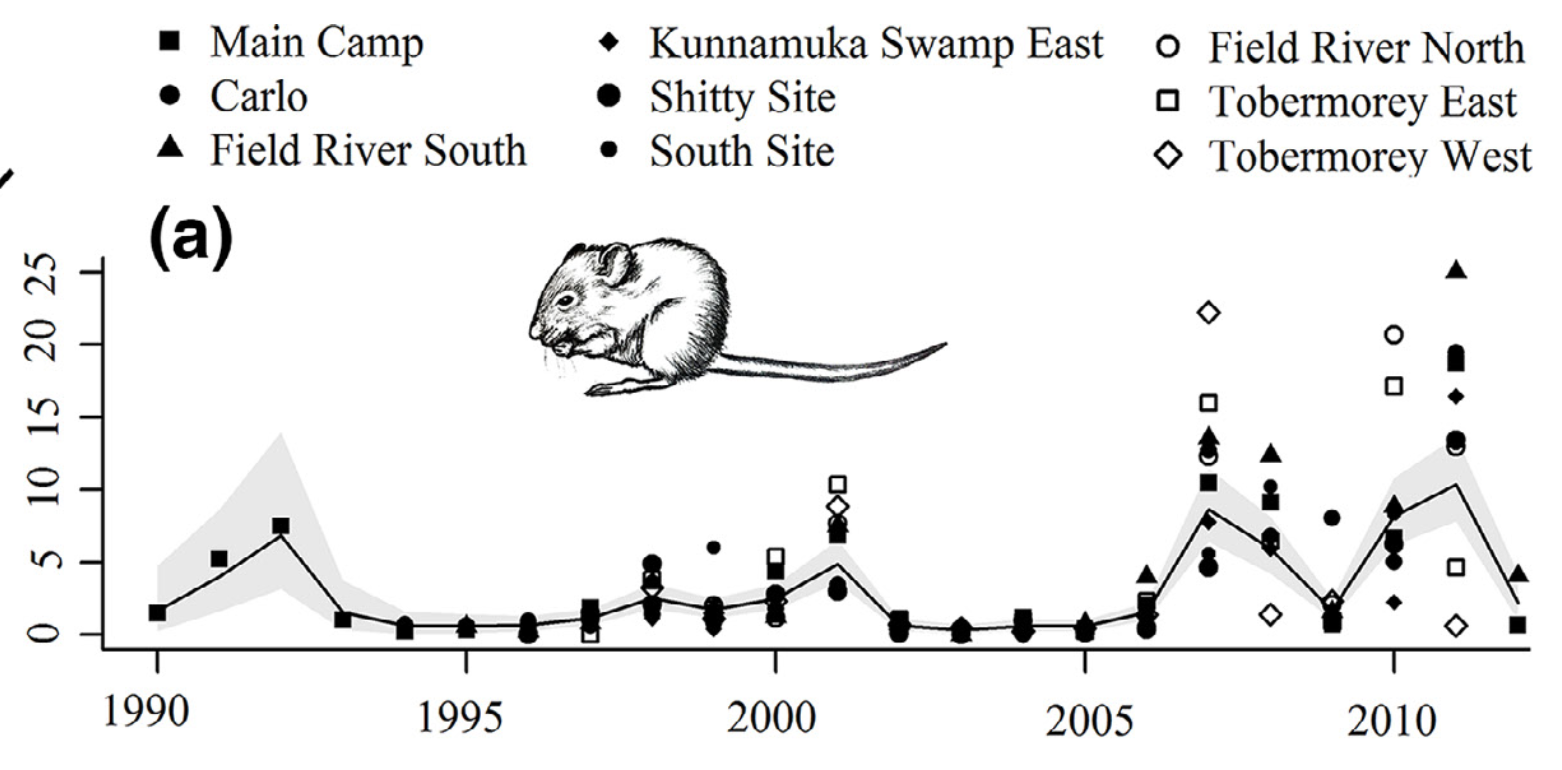 Main Camp
Carlo
Field River South
Kunnamuka Swamp East
Shitty Site
South Site
Field River North
Tobermorey East
Tobermorey West
(a)
25
20
15
10
5
0
1990 1995 2000 2005 2010